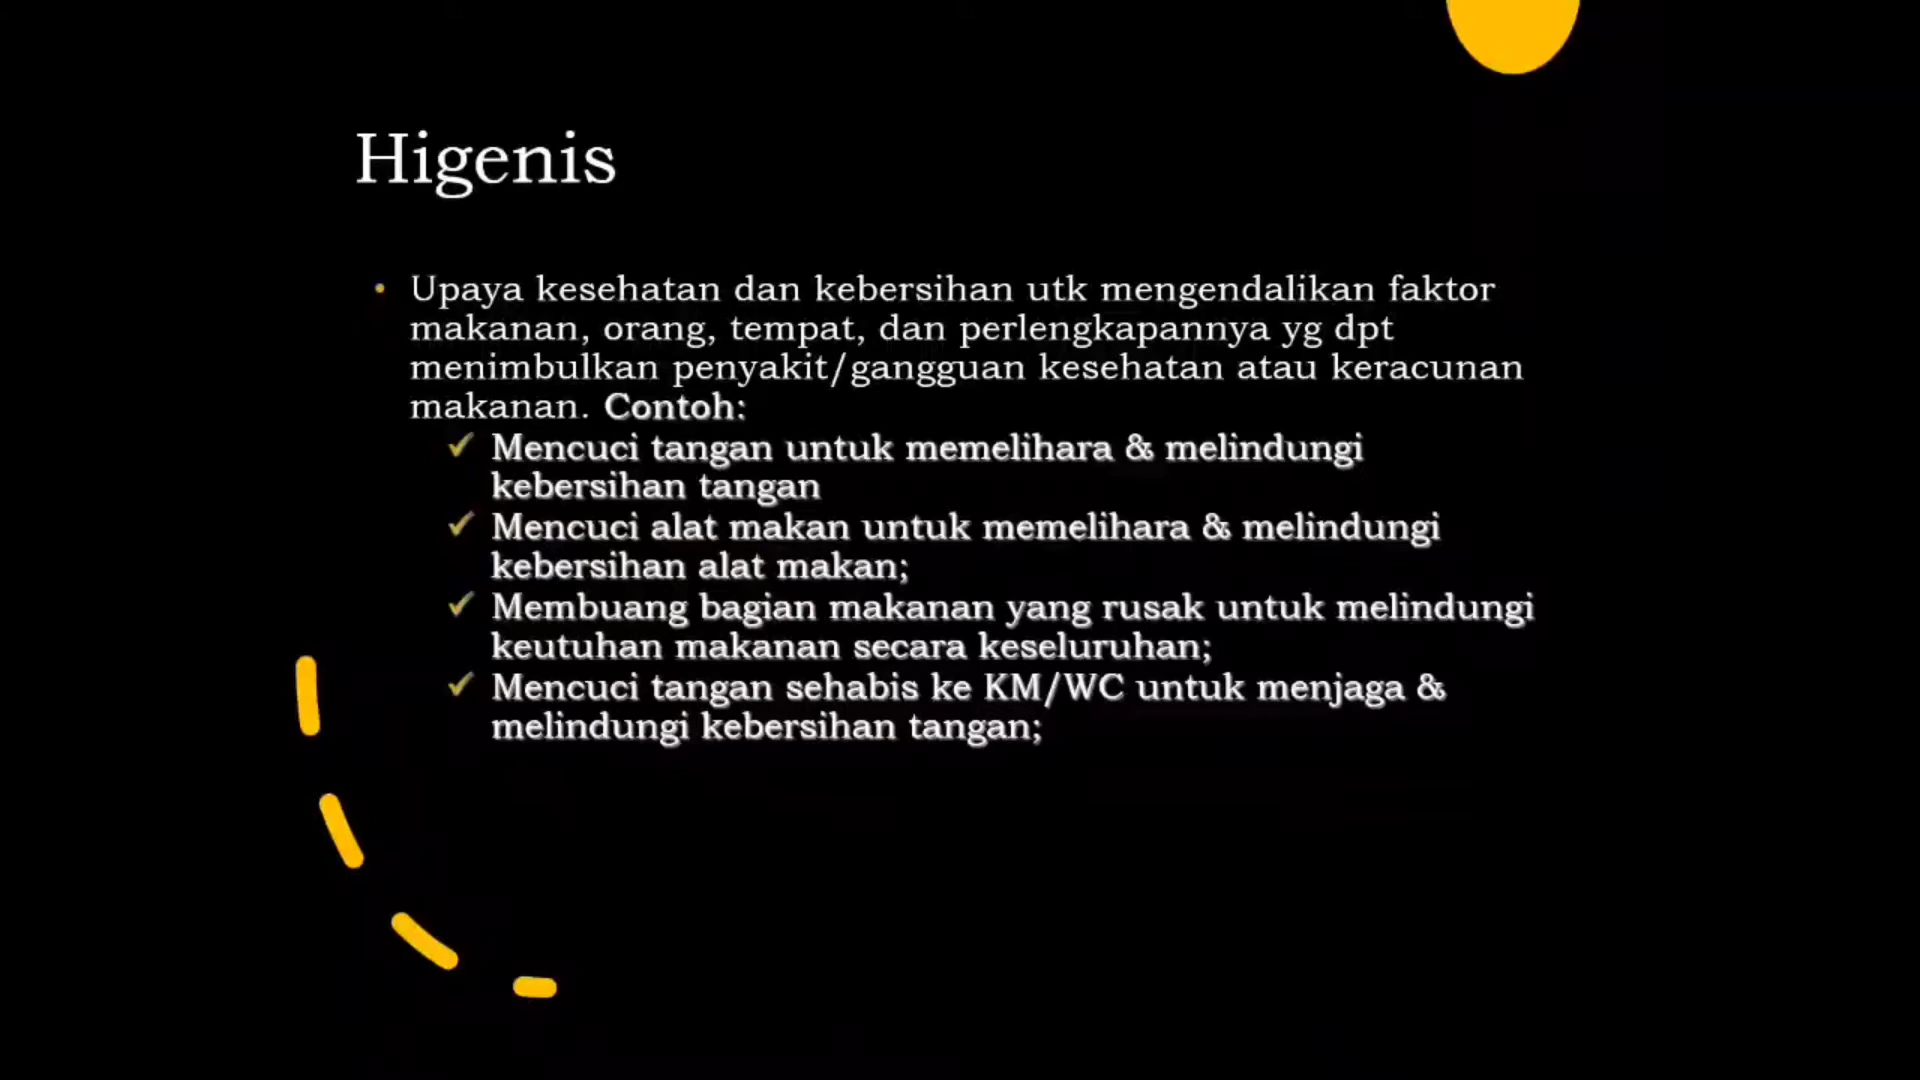 Higenis
• Upaya kesehatan dan kebersihan utk mengendalikan faktor
makanan, orang, tempat, dan perlengkapannya yg dpt
menimbulkan penyakit/gangguan kesehatan atau keracunan
makanan. Contoh:
✓ Mencuci tangan untuk memelihara & melindungi
kebersihan tangan
✓ Mencuci alat makan untuk memelihara & melindungi
kebersihan alat makan;
✓ Membuang bagian makanan yang rusak untuk melindungi
keutuhan makanan secara keseluruhan;
✓ Mencuci tangan sehabis ke KM/WC untuk menjaga &
melindungi kebersihan tangan;